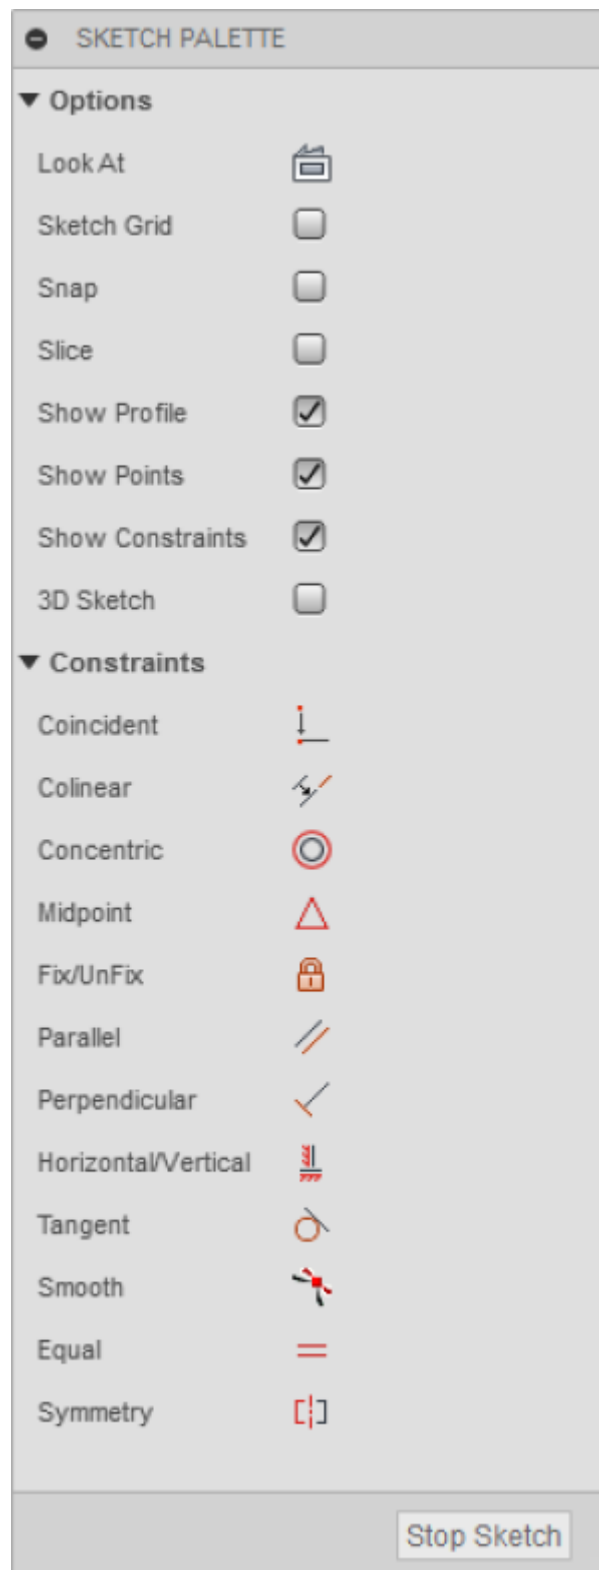 SKETCH PALETTE
Options
Look At
Sketch Grid
Snap
Slice
Show Profile
Show Points
Show Constraints
3D Sketch
Constraints
Coincident
Colinear
Concentric
Midpoint
Fix/UnFix
Parallel
Perpendicular
Horizontal/Vertical
Tangent
Smooth
Equal
Symmetry
Stop Sketch